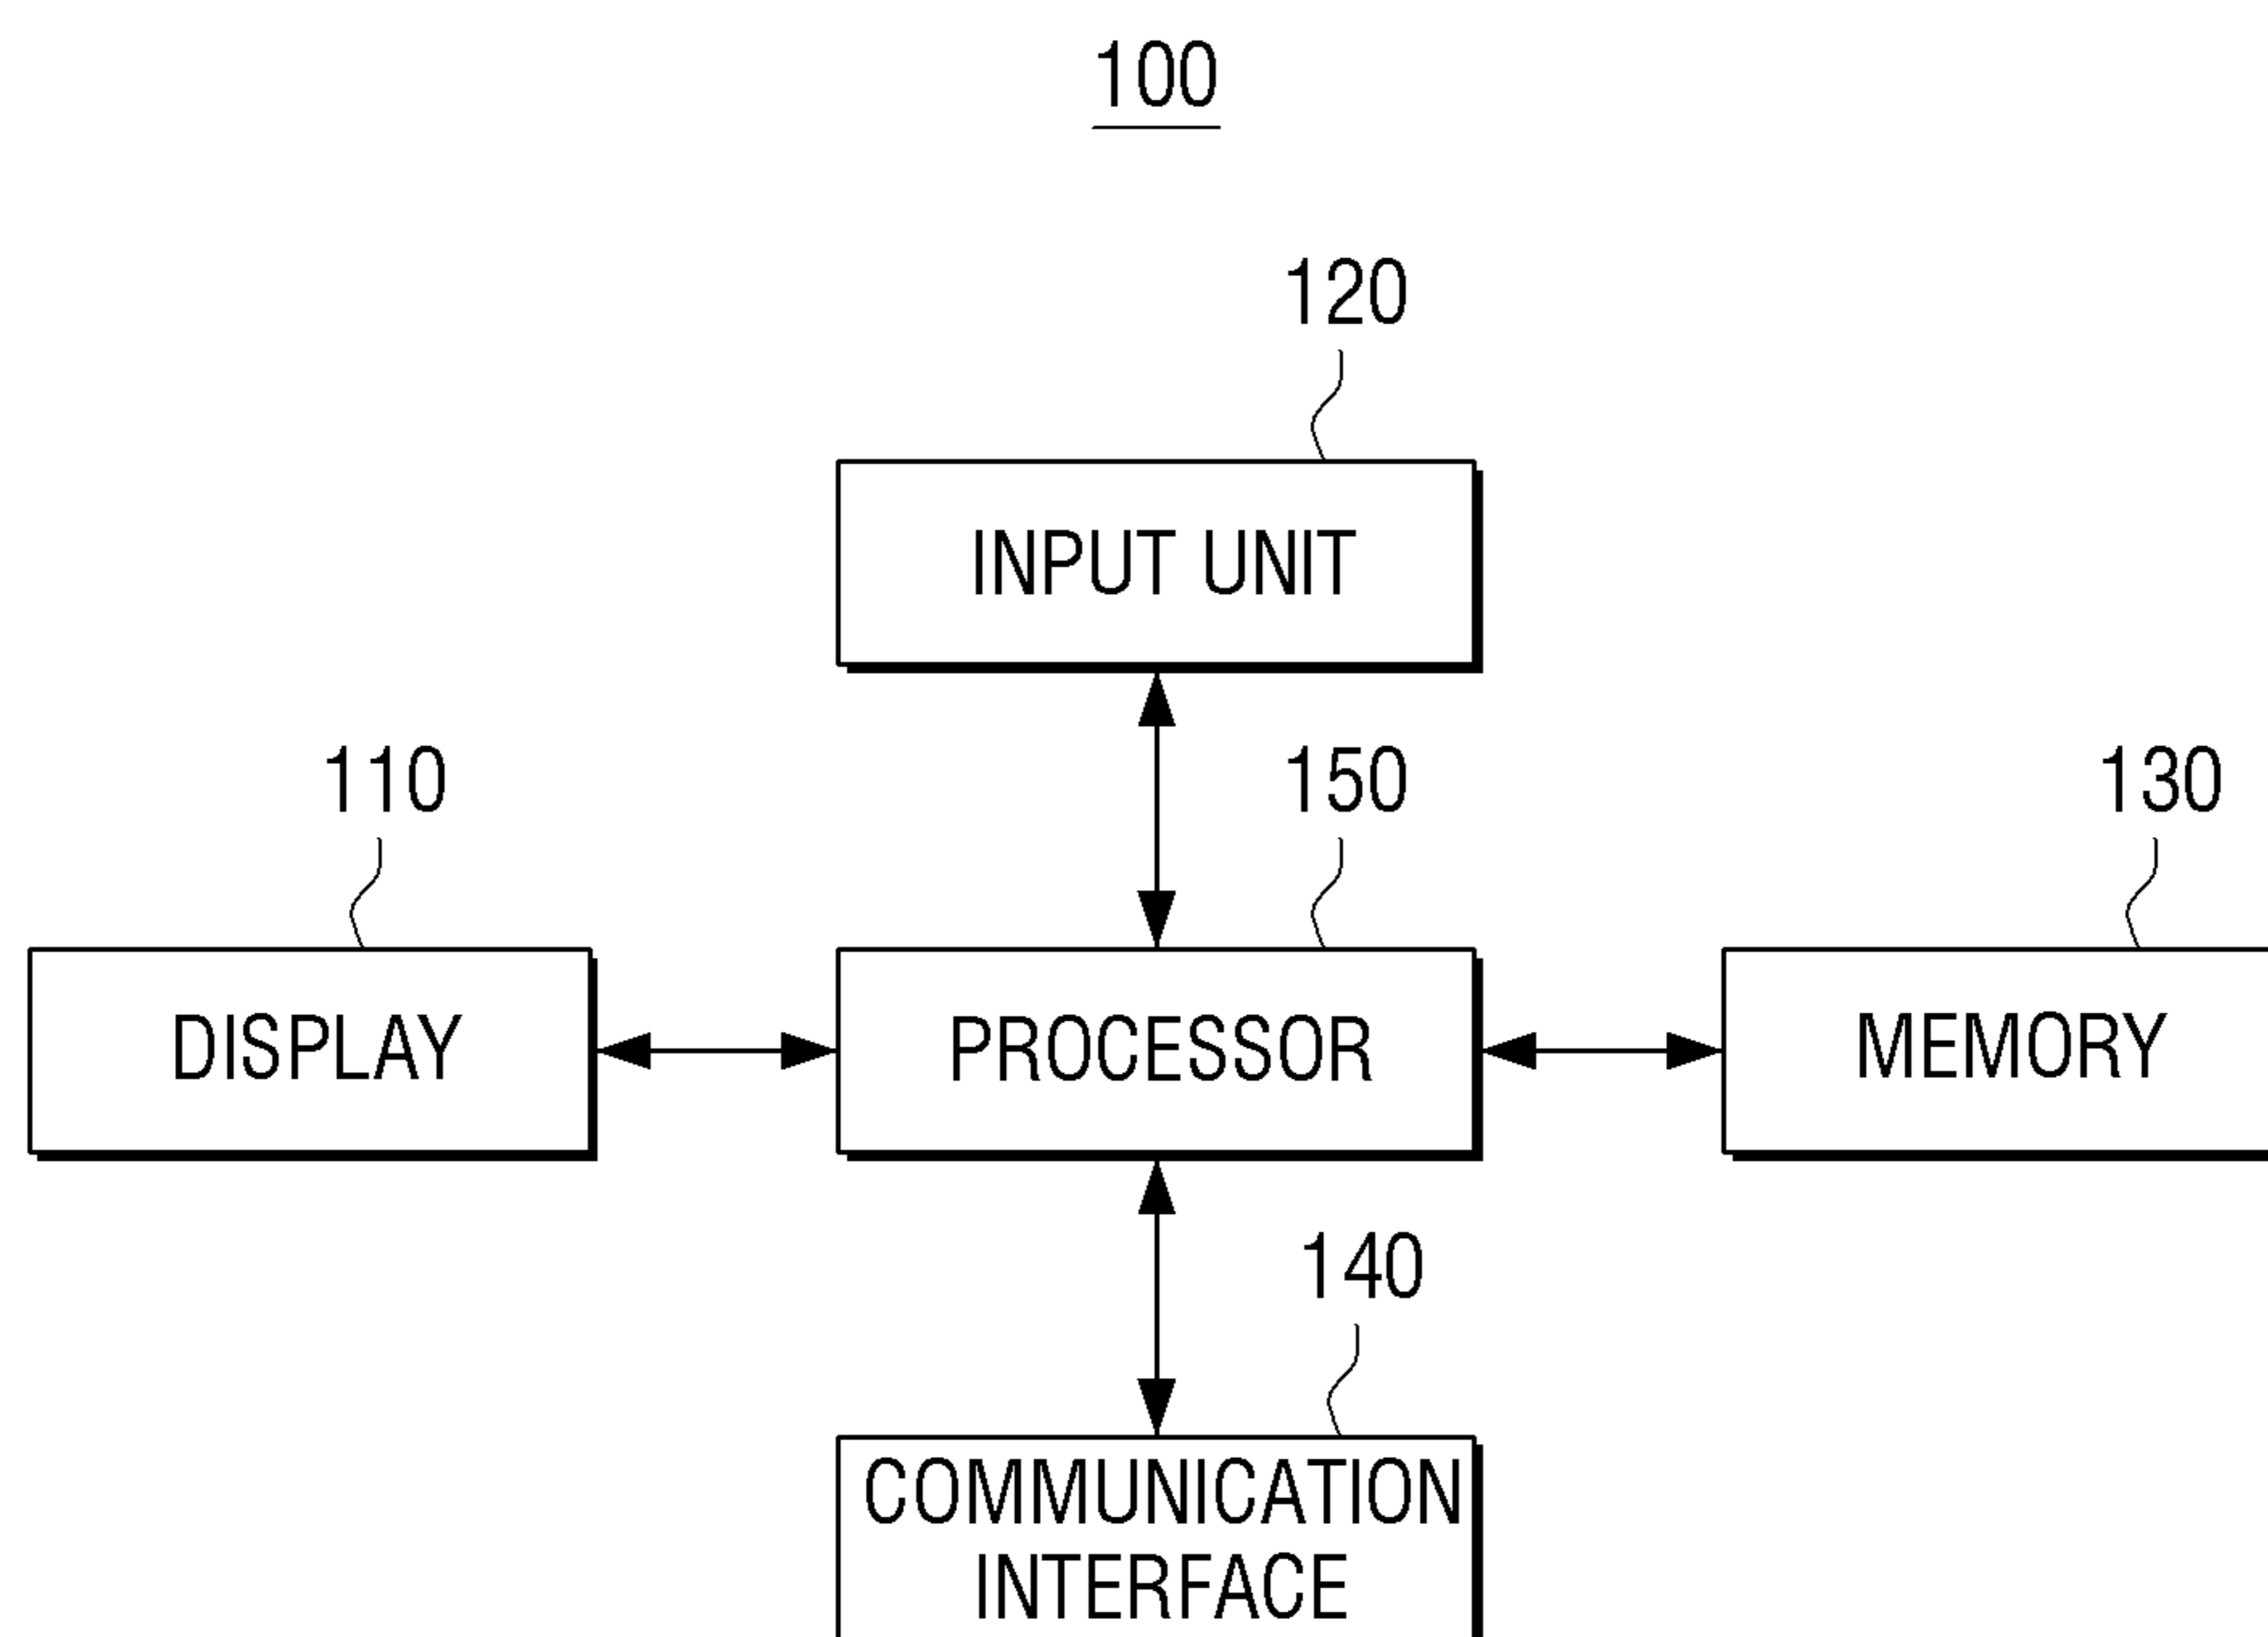 100
120
INPUT UNIT
110
150
130
DISPLAY
PROCESSOR
MEMORY
140
COMMUNICATION
INTERFACE